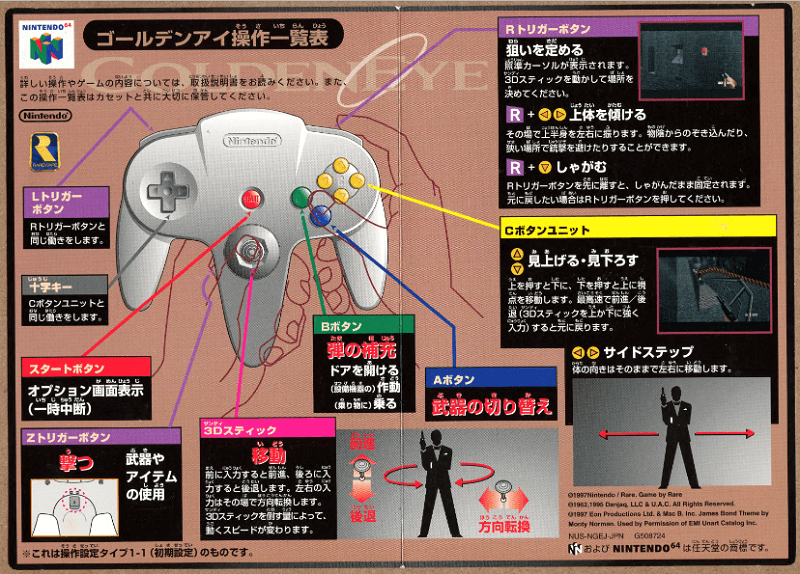 NINTENDO 64
ゴールデンアイ操作一覧表
GOLDENEYE
詳しい操作やゲームの内容については、取扱説明書をお読みください。また、
この操作一覧表はカセットと共に大切に保管してください。
Nintendo
RAREWARE
Nintendo
Lトリガー
ボタン
Rトリガーボタンと
同じ働きをします。
十字キー
Cボタンユニットと
同じ働きをします。
スタートボタン
オプション画面表示
(一時中断)
Zトリガーボタン
撃つ
武器や
アイテム
の使用
3Dスティック
移動
前に入力すると前進、後ろに入
力すると後退します。左右の入
力はその場で方向転換します。
3Dスティックを倒す量によって、
動くスピードが変わります。
前進
後退
方向転換
Bボタン
弾の補充
ドアを開ける
(設備機器の)作動
(乗り物に)乗る
Aボタン
武器の切り替え
Rトリガーボタン
狙いを定める
照準カーソルが表示されます。
3Dスティックを動かして場所を
決めてください。
R + ◀▶ 上体を傾ける
その場で上半身を左右に振ります。物陰からのぞき込んだり、
狭い場所で銃撃を避けたりすることができます。
R + ▼ しゃがむ
Rトリガーボタンを先に離すと、しゃがんだまま固定されます。
元に戻したい場合はRトリガーボタンを押してください。
Cボタンユニット
▲▼ 見上げる・見下ろす
上を押すと下に、下を押すと上に視
点を移動します。最高速で前進/後
退(3Dスティックを上か下に強く
入力)すると元に戻ります。
◀▶ サイドステップ
体の向きはそのままで左右に移動します。
©1997Nintendo / Rare. Game by Rare
©1962,1995 Danjaq, LLC & U.A.C. All Rights Reserved.
©1997 Eon Productions Ltd. & Mac B. Inc. James Bond Theme by
Monty Norman. Used by Permission of EMI Unart Catalog Inc.
NUS-NGEJ-JPN G508724
および NINTENDO64 は任天堂の商標です。
※これは操作設定タイプ1-1(初期設定)のものです。